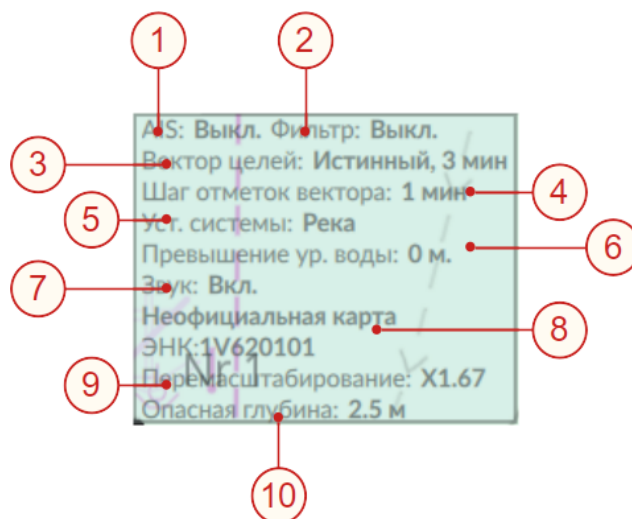 1
2
AIS: Выкл. Фильтр: Выкл.
3
Вектор целей: Истинный, 3 мин
Шаг отметок вектора: 1 мин
4
5
Уст. системы: Река
Превышение ур. воды: 0 м.
6
7
Звук: Вкл.
Неофициальная карта
8
ЭНК:1V620101
Nr 1
9
Перемасштабирование: X1.67
Опасная глубина: 2.5 м
10